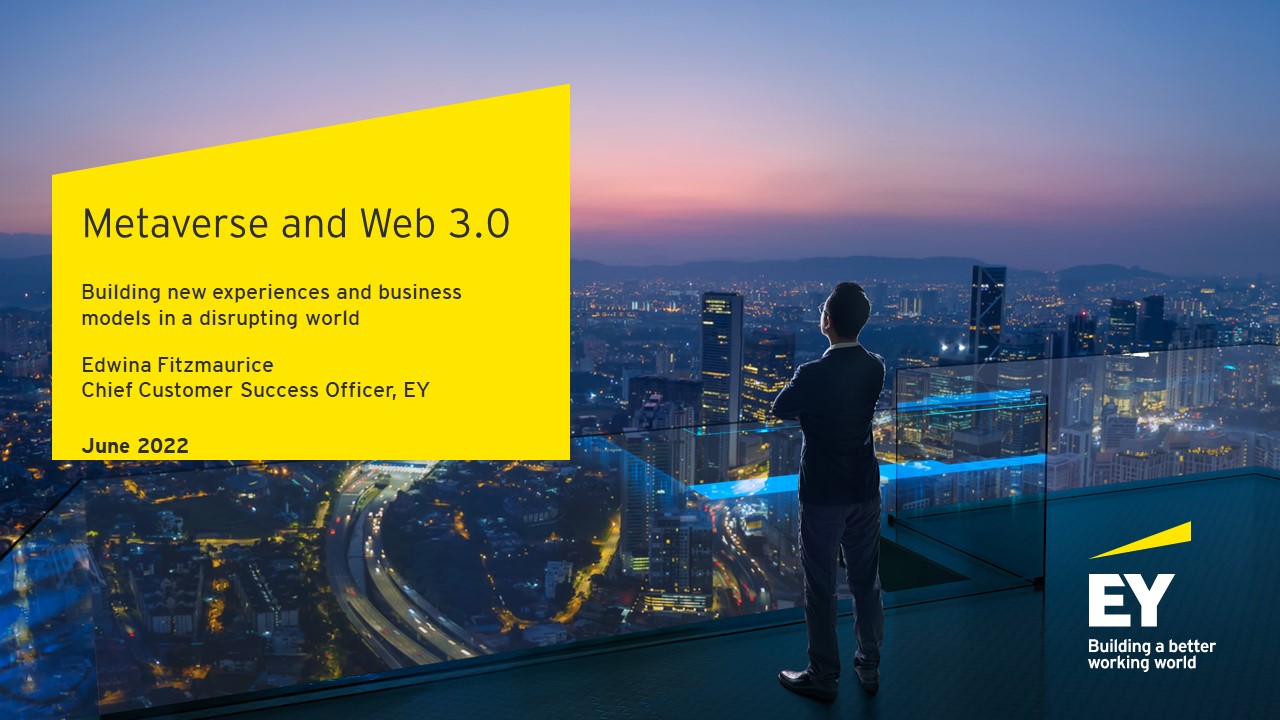 Metaverse and Web 3.0
Building new experiences and business
models in a disrupting world
Edwina Fitzmaurice
Chief Customer Success Officer, EY
June 2022
EY
Building a better
working world